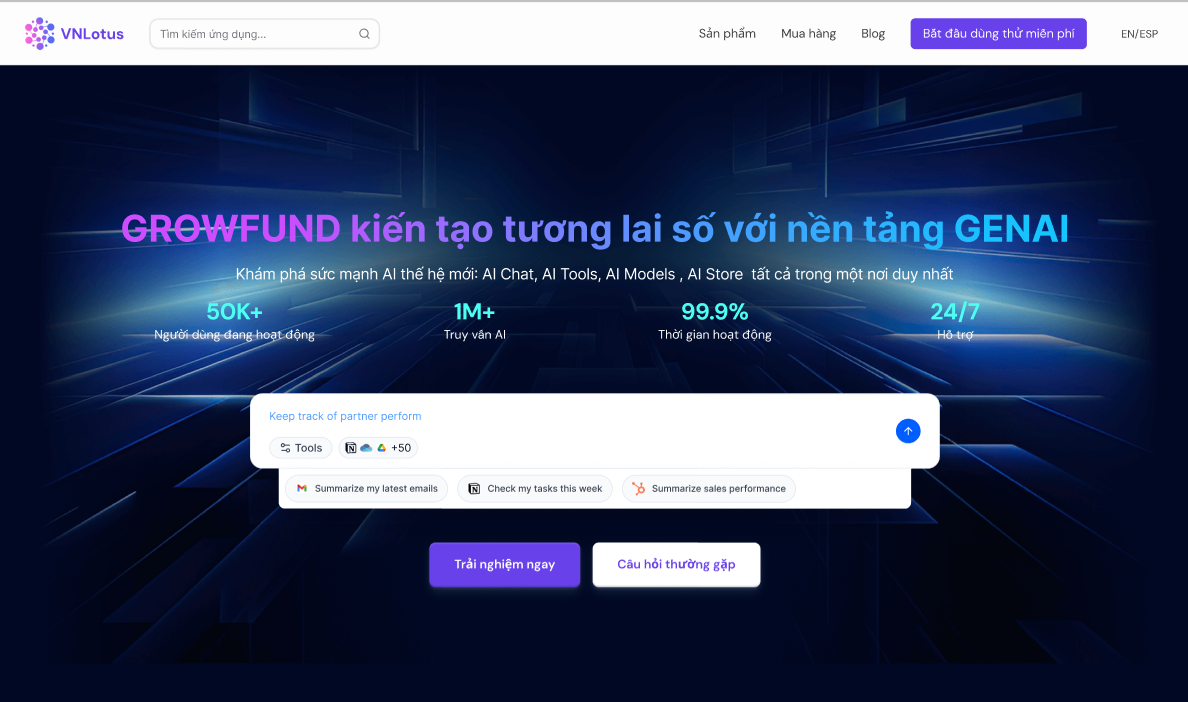 VNLotus
Tìm kiếm ứng dụng...
Sản phẩm
Mua hàng
Blog
Bắt đầu dùng thử miễn phí
EN/ESP
GROWFUND kiến tạo tương lai số với nền tảng GENAI
Khám phá sức mạnh AI thế hệ mới: AI Chat, AI Tools, AI Models , AI Store tất cả trong một nơi duy nhất
50K+
Người dùng đang hoạt động
1M+
Truy vấn AI
99.9%
Thời gian hoạt động
24/7
Hỗ trợ
Keep track of partner perform
Tools
+50
Summarize my latest emails
Check my tasks this week
Summarize sales performance
Trải nghiệm ngay
Câu hỏi thường gặp